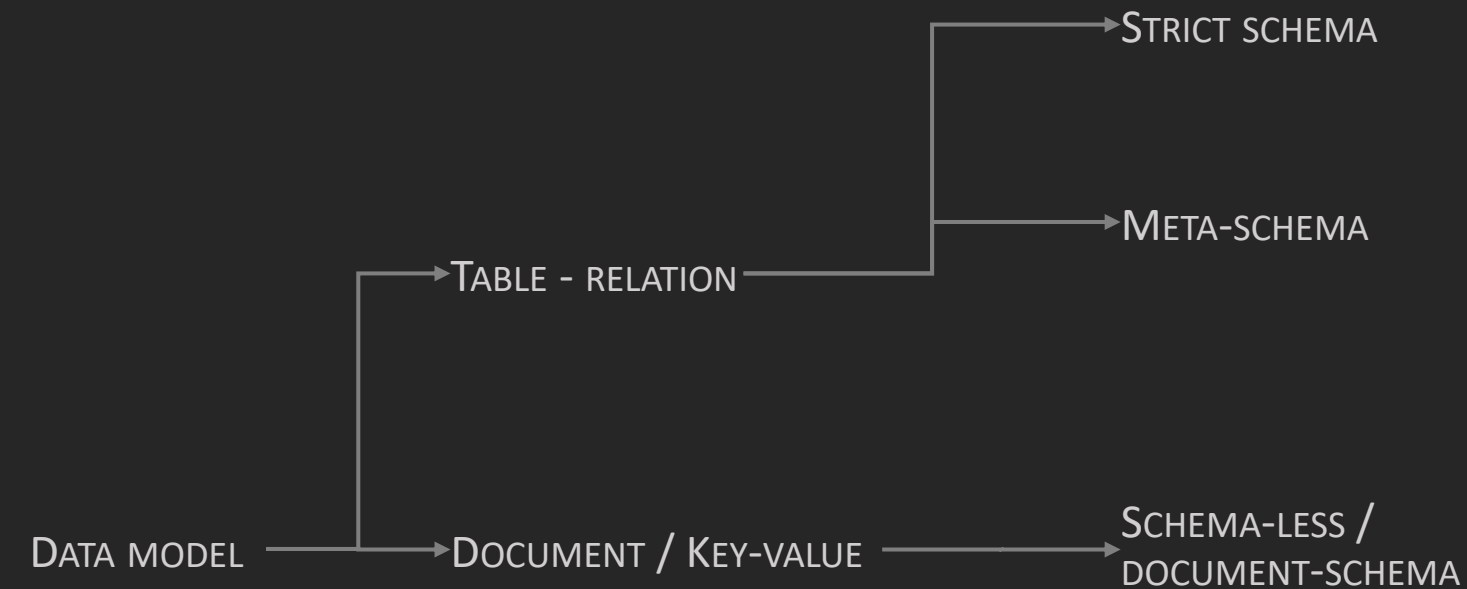 STRICT SCHEMA
META-SCHEMA
TABLE - RELATION
DATA MODEL
DOCUMENT / KEY-VALUE
SCHEMA-LESS /
DOCUMENT-SCHEMA